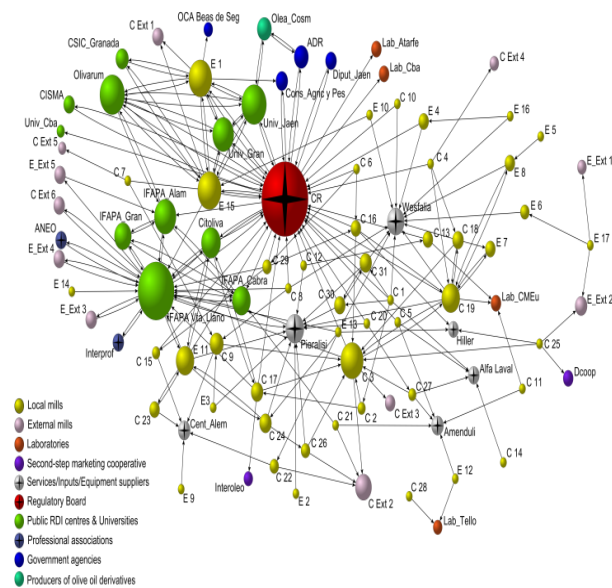 OCA Beas de Seg
Olea_Cosm
C Ext 1
ADR
Lab_Atarfe
CSIC_Granada
E 1
Diput_Jaen
Lab_Cba
C Ext 4
Olivarum
Cons_Agric y Pes
CISMA
Univ_Jaen
E 10
C 10
E 4
E 16
Univ_Cba
Univ_Gran
E 5
C Ext 5
E_Ext 5
C 7
IFAPA_Alam
E 15
CR
C 6
C 4
E 8
E_Ext 1
C Ext 6
IFAPA_Gran
Citoliva
C 16
Wesfalia
E 6
ANEO
E_Ext 4
C 12
C 13
C 18
E 7
E 17
C 29
C 31
E 14
IFAPA_Cabra
C 8
C 30
C 1
C 19
Lab_CMEu
E_Ext 2
E_Ext 3
IFAPA Vta_Llano
E 13
C 20
C 5
Interprof
Pieralisi
Hiller
C 25
C 15
E 11
C 9
C 3
Alfa Laval
Dcoop
C 17
C 27
C 11
E3
C 2
C Ext 3
C 23
Cent_Alem
C 24
C 21
Amenduli
C 26
C 14
C 22
E 12
E 9
Interoleo
E 2
C Ext 2
C 28
Lab_Tello
Local mills
External mills
Laboratories
Second-step marketing cooperative
Services/Inputs/Equipment suppliers
Regulatory Board
Public RDI centres & Universities
Professional associations
Government agencies
Producers of olive oil derivatives